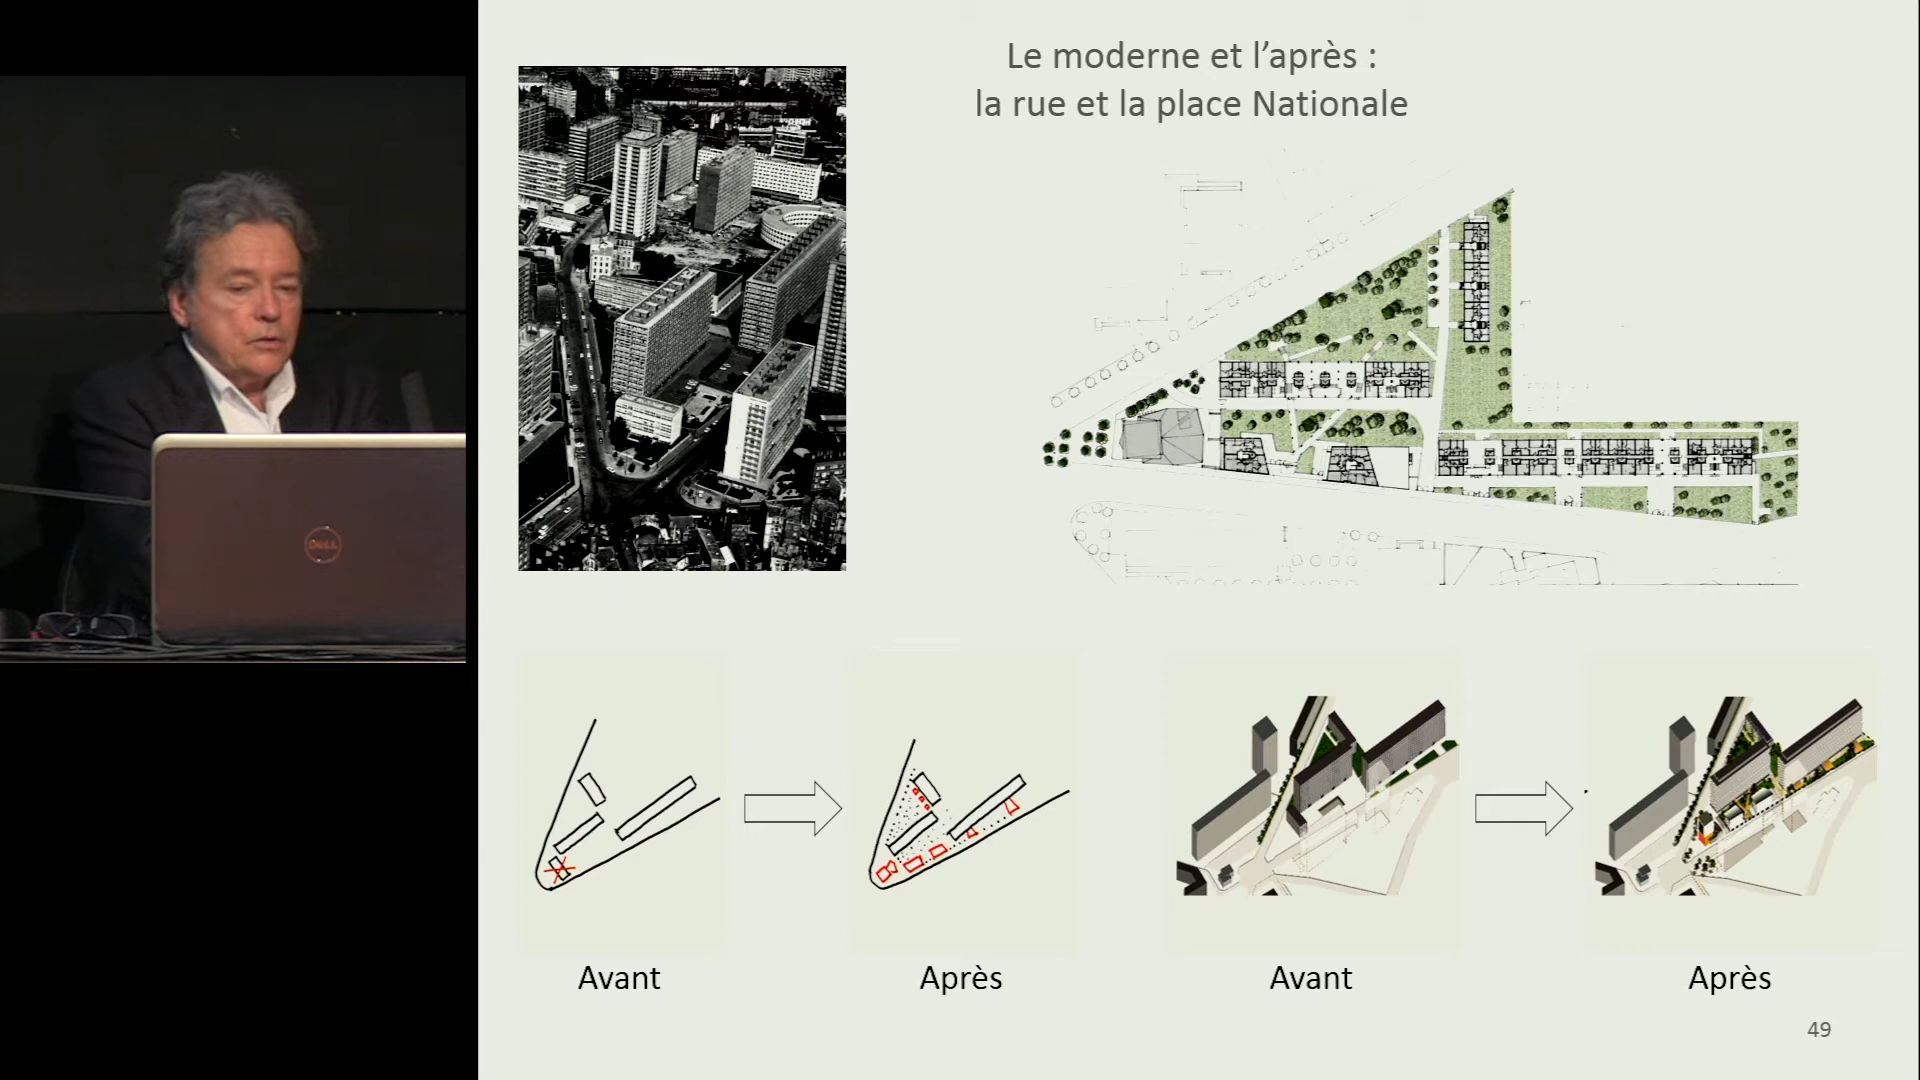 Le moderne et l’après :
la rue et la place Nationale
DELL
Avant
Après
Avant
Après
49